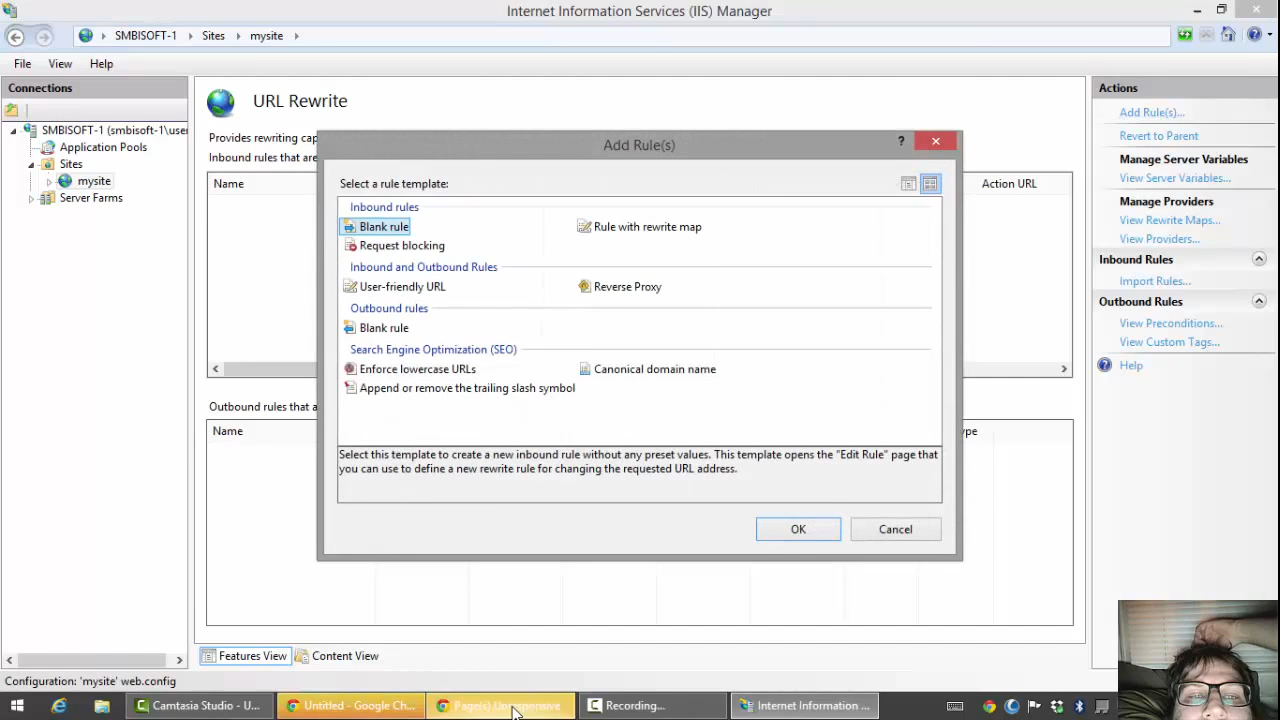 Internet Information Services (IIS) Manager
SMBISOFT-1 Sites mysite
File View Help
Connections
SMBISOFT-1 (smbisoft-1\user
Application Pools
Sites
mysite
Server Farms
URL Rewrite
Provides rewriting cap
Inbound rules that are
Name
Action URL
Outbound rules that a
Name
ype
Add Rule(s)
?
Select a rule template:
Inbound rules
Blank rule
Rule with rewrite map
Request blocking
Inbound and Outbound Rules
User-friendly URL
Reverse Proxy
Outbound rules
Blank rule
Search Engine Optimization (SEO)
Enforce lowercase URLs
Canonical domain name
Append or remove the trailing slash symbol
Select this template to create a new inbound rule without any preset values. This template opens the "Edit Rule" page that
you can use to define a new rewrite rule for changing the requested URL address.
OK
Cancel
Actions
Add Rule(s)...
Revert to Parent
Manage Server Variables
View Server Variables...
Manage Providers
View Rewrite Maps...
View Providers...
Inbound Rules
Import Rules...
Outbound Rules
View Preconditions...
View Custom Tags...
Help
Features View
Content View
Configuration: 'mysite' web.config
Camtasia Studio - U...
Untitled - Google Ch...
Page(s) Unresponsive
Recording...
Internet Information ...